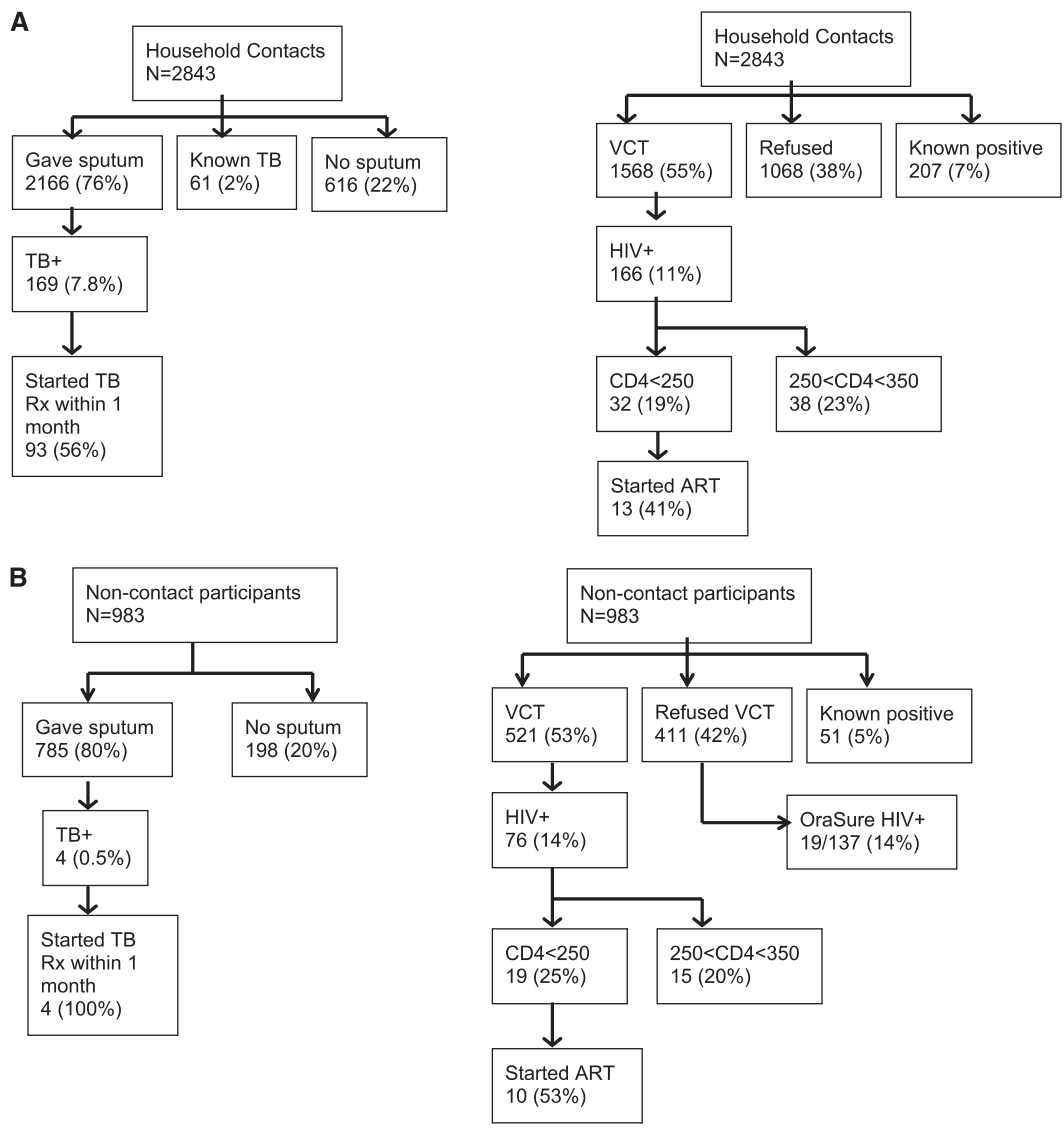 A
Household Contacts
N=2843
Gave sputum
2166 (76%)
Known TB
61 (2%)
No sputum
616 (22%)
TB+
169 (7.8%)
Started TB
Rx within 1
month
93 (56%)
Household Contacts
N=2843
VCT
1568 (55%)
Refused
1068 (38%)
Known positive
207 (7%)
HIV+
166 (11%)
CD4<250
32 (19%)
250<CD4<350
38 (23%)
Started ART
13 (41%)
B
Non-contact participants
N=983
Gave sputum
785 (80%)
No sputum
198 (20%)
TB+
4 (0.5%)
Started TB
Rx within 1
month
4 (100%)
Non-contact participants
N=983
VCT
521 (53%)
Refused VCT
411 (42%)
Known positive
51 (5%)
HIV+
76 (14%)
OraSure HIV+
19/137 (14%)
CD4<250
19 (25%)
250<CD4<350
15 (20%)
Started ART
10 (53%)